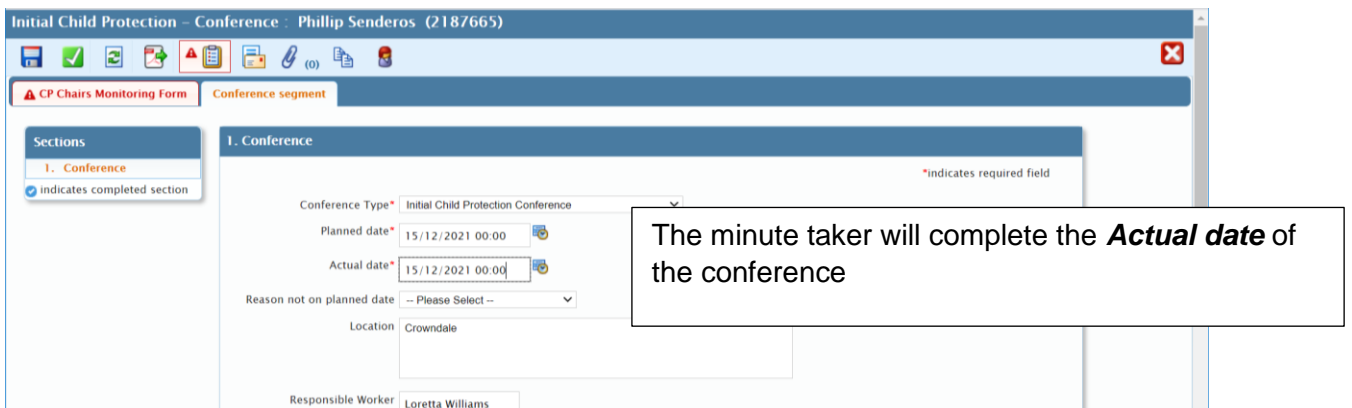 Initial Child Protection – Conference : Phillip Senderos (2187665)
(0)
CP Chairs Monitoring Form
Conference segment
Sections
1. Conference
indicates completed section
1. Conference
*indicates required field
Conference Type* Initial Child Protection Conference
Planned date* 15/12/2021 00:00
Actual date* 15/12/2021 00:00
Reason not on planned date -- Please Select --
Location Crowndale
Responsible Worker Loretta Williams
The minute taker will complete the Actual date of
the conference